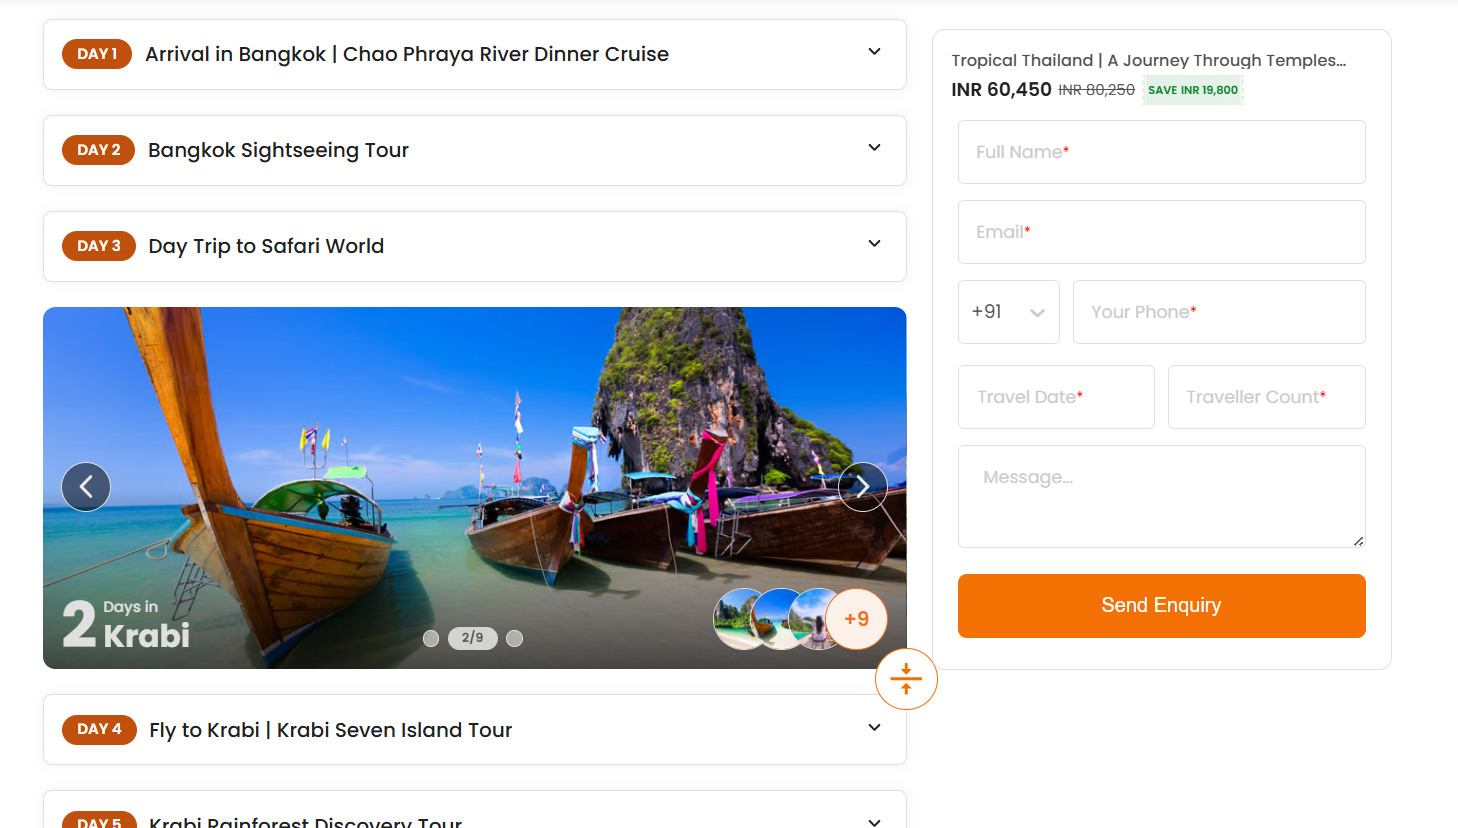 DAY 1 Arrival in Bangkok | Chao Phraya River Dinner Cruise
DAY 2 Bangkok Sightseeing Tour
DAY 3 Day Trip to Safari World
2 Days in
Krabi
2/9
+9
DAY 4 Fly to Krabi | Krabi Seven Island Tour
DAY 5 Krabi Rainforest Discovery Tour
Tropical Thailand | A Journey Through Temples...
INR 60,450 INR 80,250 SAVE INR 19,800
Full Name*
Email*
+91 Your Phone*
Travel Date* Traveller Count*
Message...
Send Enquiry